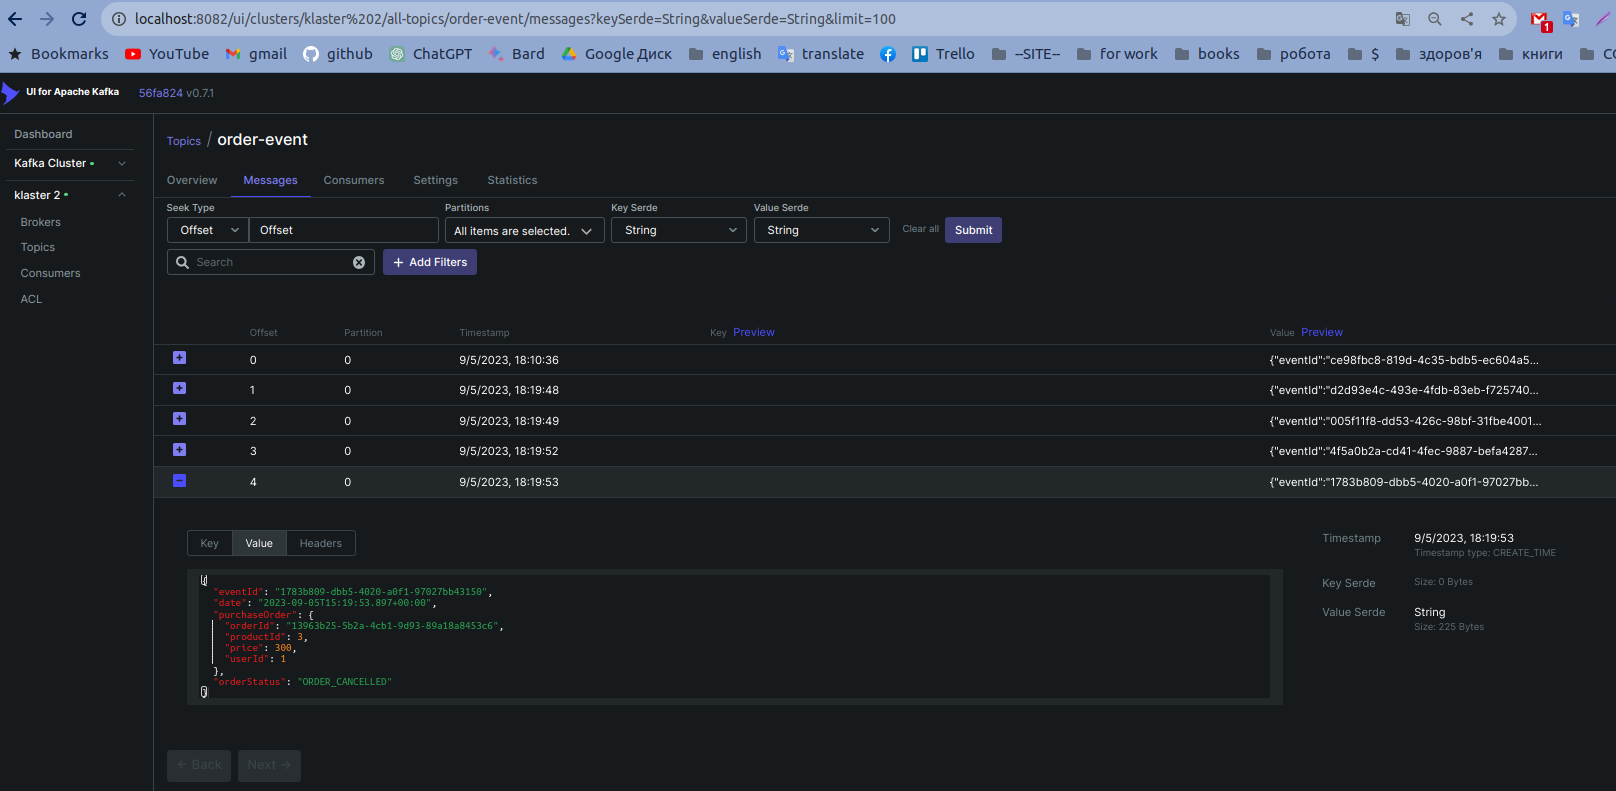 localhost:8082/ui/clusters/klaster%202/all-topics/order-event/messages?keySerde=String&valueSerde=String&limit=100
1
Bookmarks YouTube gmail github ChatGPT Bard Google Диск english translate Trello --SITE-- for work books робота $ здоров'я книги
UI for Apache Kafka 56fa824 v0.7.1
Dashboard
Kafka Cluster
klaster 2
Brokers
Topics
Consumers
ACL
Topics / order-event
Overview Messages Consumers Settings Statistics
Seek Type Partitions Key Serde Value Serde
Offset Offset All items are selected. String String Clear all Submit
Search + Add Filters
Offset Partition Timestamp Key Preview Value Preview
0 0 9/5/2023, 18:10:36 {"eventId":"ce98fbc8-819d-4c35-bdb5-ec604a5...
1 0 9/5/2023, 18:19:48 {"eventId":"d2d93e4c-493e-4fdb-83eb-f725740...
2 0 9/5/2023, 18:19:49 {"eventId":"005f11f8-dd53-426c-98bf-31fbe4001...
3 0 9/5/2023, 18:19:52 {"eventId":"4f5a0b2a-cd41-4fec-9887-befa4287...
4 0 9/5/2023, 18:19:53 {"eventId":"1783b809-dbb5-4020-a0f1-97027bb...
Key Value Headers
{
"eventId": "1783b809-dbb5-4020-a0f1-97027bb43150",
"date": "2023-09-05T15:19:53.897+00:00",
"purchaseOrder": {
"orderId": "13963b25-5b2a-4cb1-9d93-89a18a8453c6",
"productId": 3,
"price": 300,
"userId": 1
},
"orderStatus": "ORDER_CANCELLED"
}
Timestamp 9/5/2023, 18:19:53
Timestamp type: CREATE_TIME
Key Serde Size: 0 Bytes
Value Serde String
Size: 225 Bytes
← Back Next →